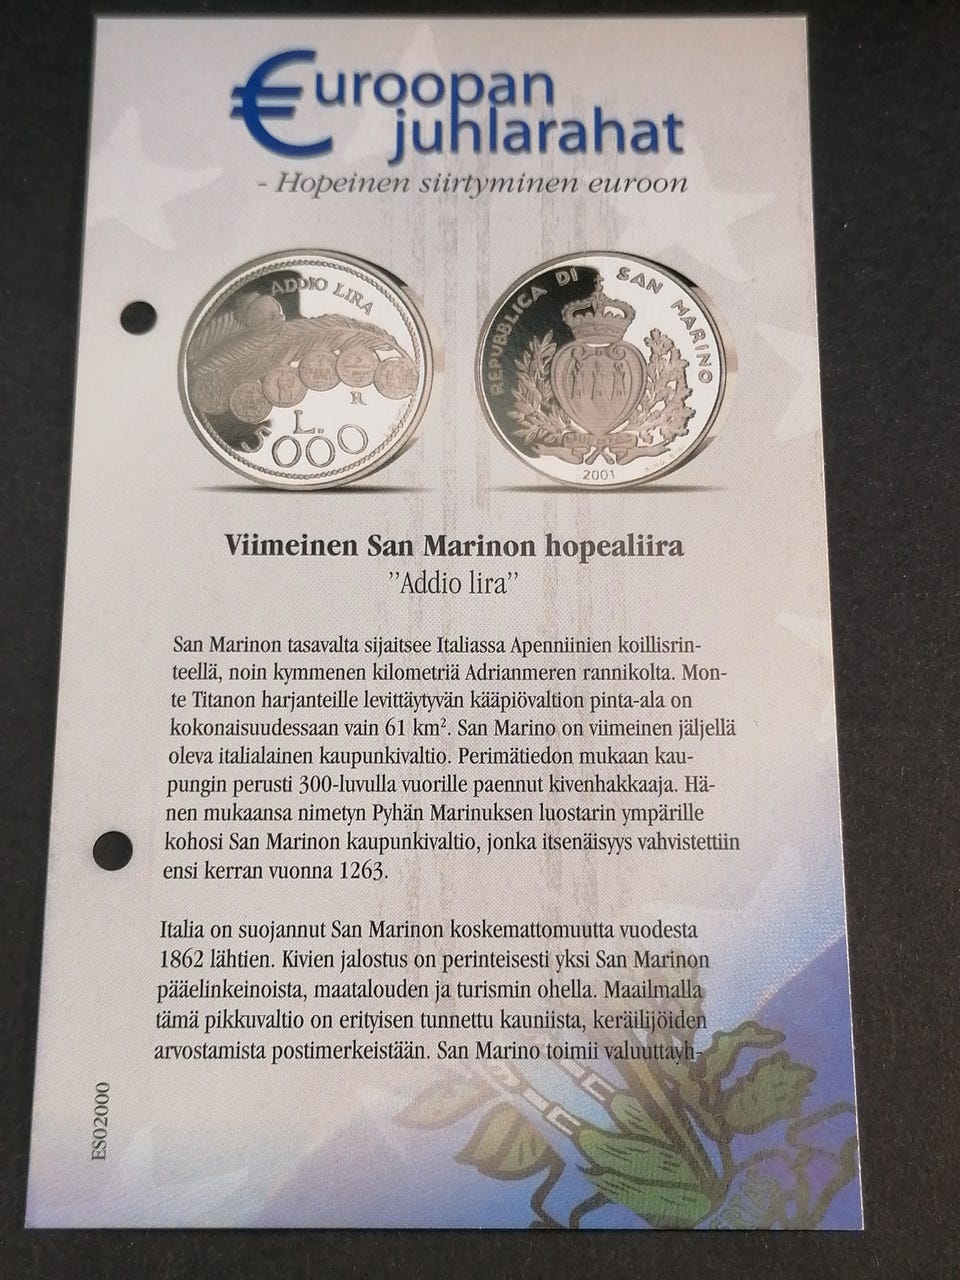 €uroopan
juhlarahat
- Hopeinen siirtyminen euroon
ADDIO LIRA
R
L.
5000
REPUBBLICA DI SAN MARINO
2001
Viimeinen San Marinon hopealiira
”Addio lira”
San Marinon tasavalta sijaitsee Italiassa Apenniinien koillisrin-
teellä, noin kymmenen kilometriä Adrianmeren rannikolta. Mon-
te Titanon harjanteille levittäytyvän kääpiövaltion pinta-ala on
kokonaisuudessaan vain 61 km². San Marino on viimeinen jäljellä
oleva italialainen kaupunkivaltio. Perimätiedon mukaan kau-
pungin perusti 300-luvulla vuorille paennut kivenhakkaaja. Hä-
nen mukaansa nimetyn Pyhän Marinuksen luostarin ympärille
kohosi San Marinon kaupunkivaltio, jonka itsenäisyys vahvistettiin
ensi kerran vuonna 1263.
Italia on suojannut San Marinon koskemattomuutta vuodesta
1862 lähtien. Kivien jalostus on perinteisesti yksi San Marinon
pääelinkeinoista, maatalouden ja turismin ohella. Maailmalla
tämä pikkuvaltio on erityisen tunnettu kauniista, keräilijöiden
arvostamista postimerkeistään. San Marino toimii valuuttayh-
ES02000